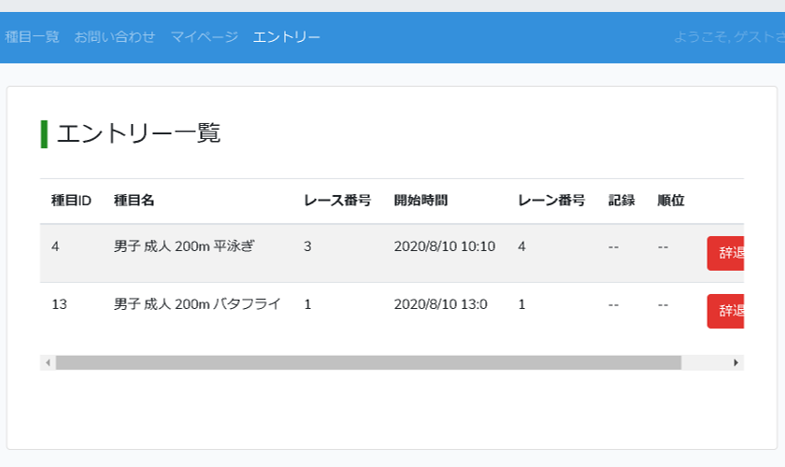 種目一覧 お問い合わせ マイページ エントリー ようこそ, ゲストさ
エントリー一覧
種目ID 種目名 レース番号 開始時間 レーン番号 記録 順位
4 男子 成人 200m 平泳ぎ 3 2020/8/10 10:10 4 -- -- 辞退
13 男子 成人 200m バタフライ 1 2020/8/10 13:0 1 -- -- 辞退